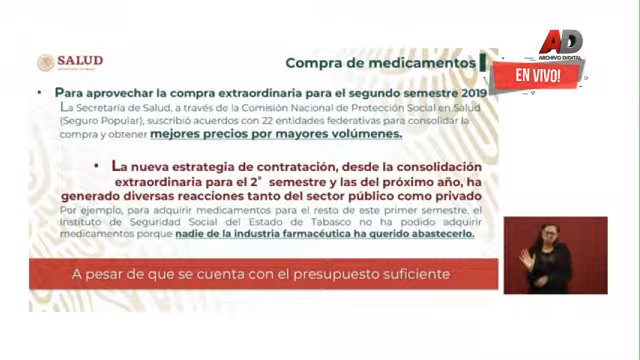 SALUD
Compra de medicamentos
AD
ARCHIVO DIGITAL
EN VIVO!
• Para aprovechar la compra extraordinaria para el segundo semestre 2019
La Secretaría de Salud, a través de la Comisión Nacional de Protección Social en Salud
(Seguro Popular), suscribió acuerdos con 22 entidades federativas para consolidar la
compra y obtener mejores precios por mayores volúmenes.
• La nueva estrategia de contratación, desde la consolidación
extraordinaria para el 2° semestre y las del próximo año, ha
generado diversas reacciones tanto del sector público como privado
Por ejemplo, para adquirir medicamentos para el resto de este primer semestre, el
Instituto de Seguridad Social del Estado de Tabasco no ha podido adquirir
medicamentos porque nadie de la industria farmacéutica ha querido abastecerlo.
A pesar de que se cuenta con el presupuesto suficiente